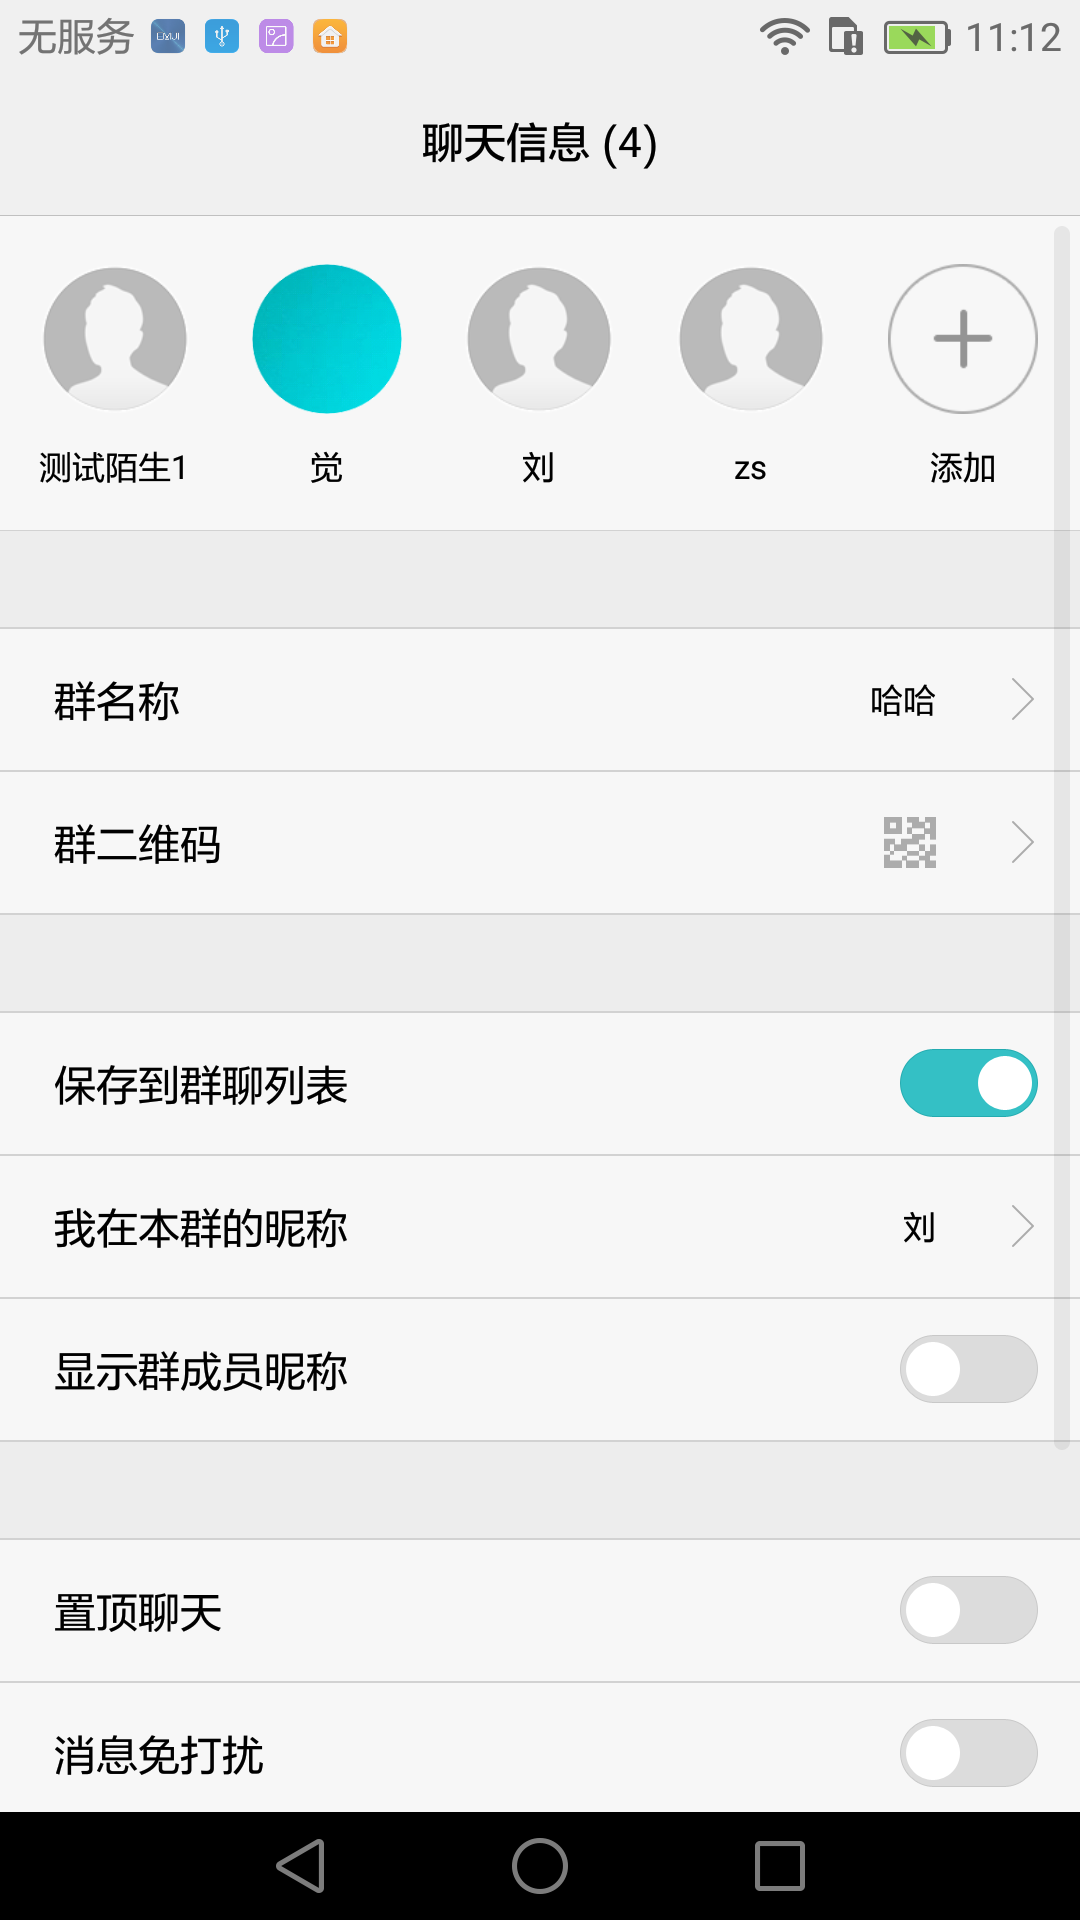 无服务 EMUI 11:12
聊天信息 (4)
测试陌生1 觉 刘 zs 添加
群名称 哈哈
群二维码
保存到群聊列表
我在本群的昵称 刘
显示群成员昵称
置顶聊天
消息免打扰